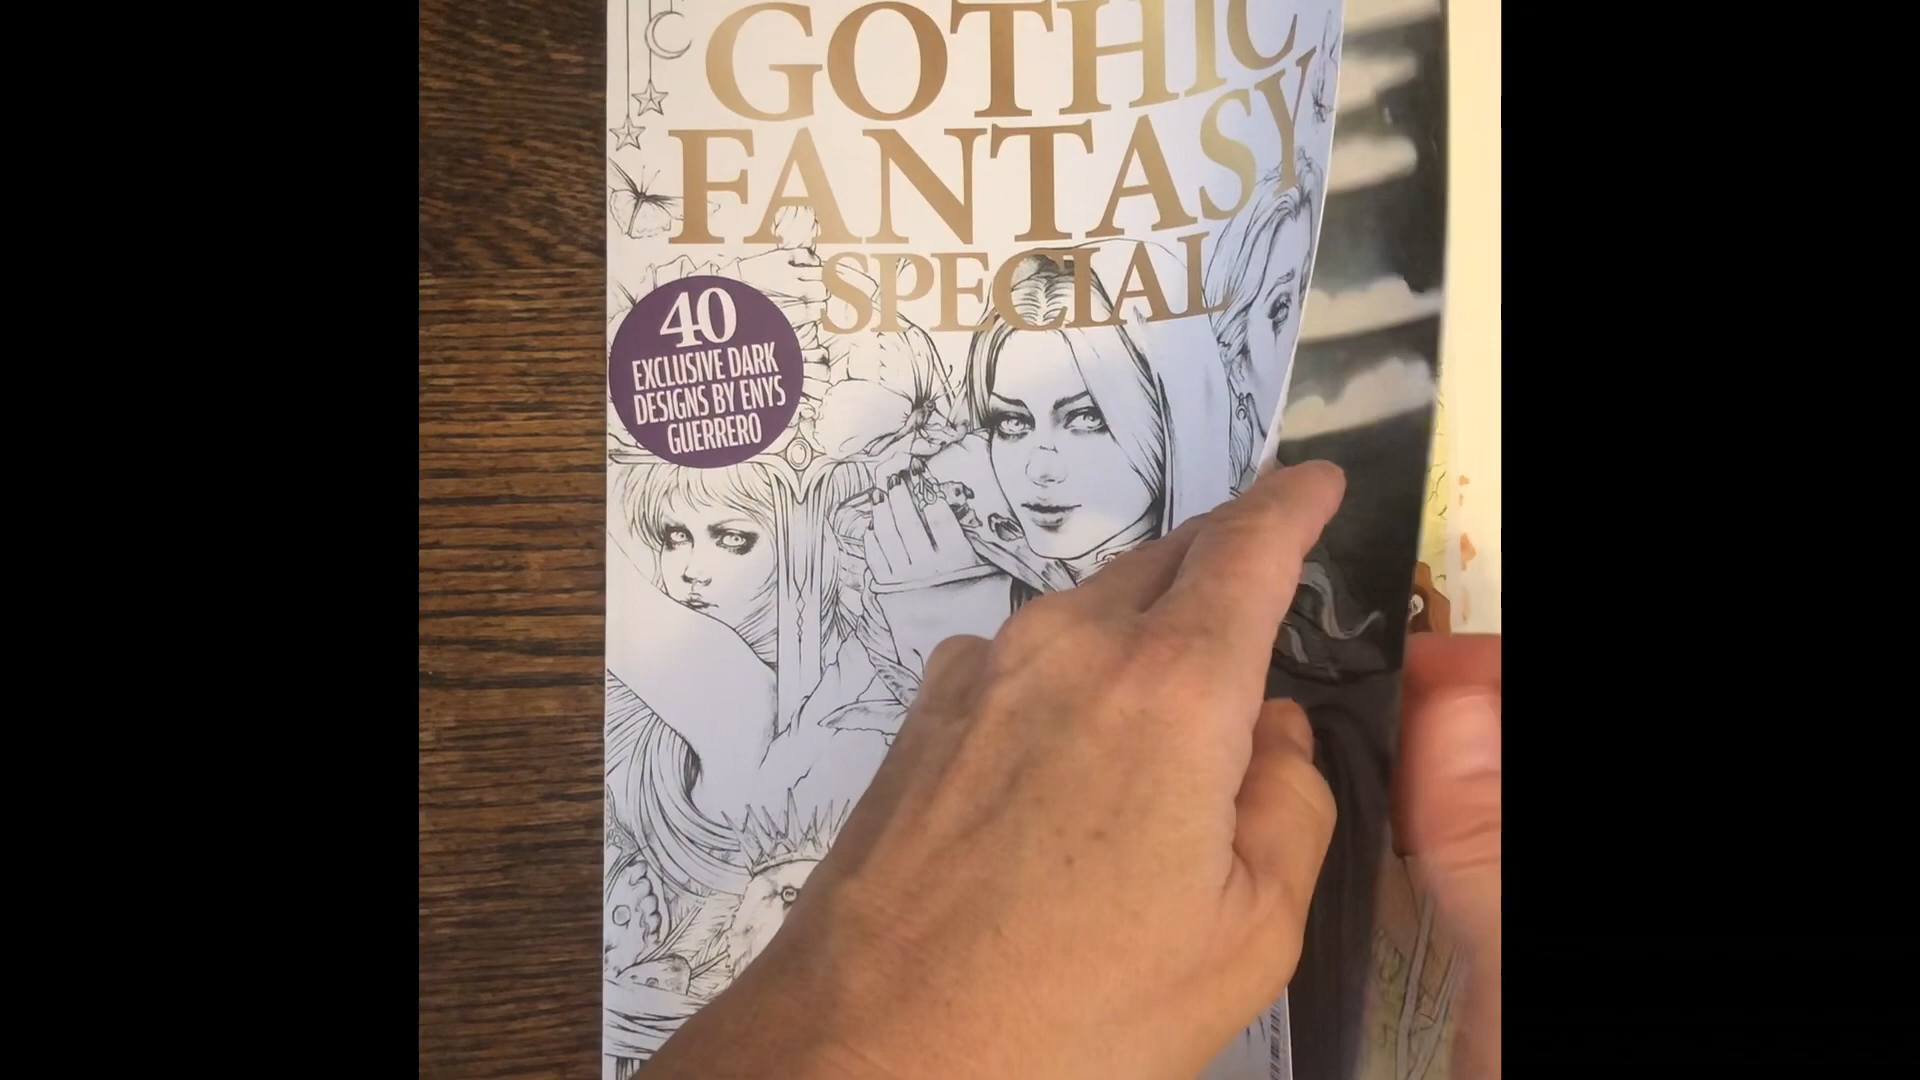 GOTHIC
FANTASY
SPECIAL
40
EXCLUSIVE DARK
DESIGNS BY ENYS
GUERRERO